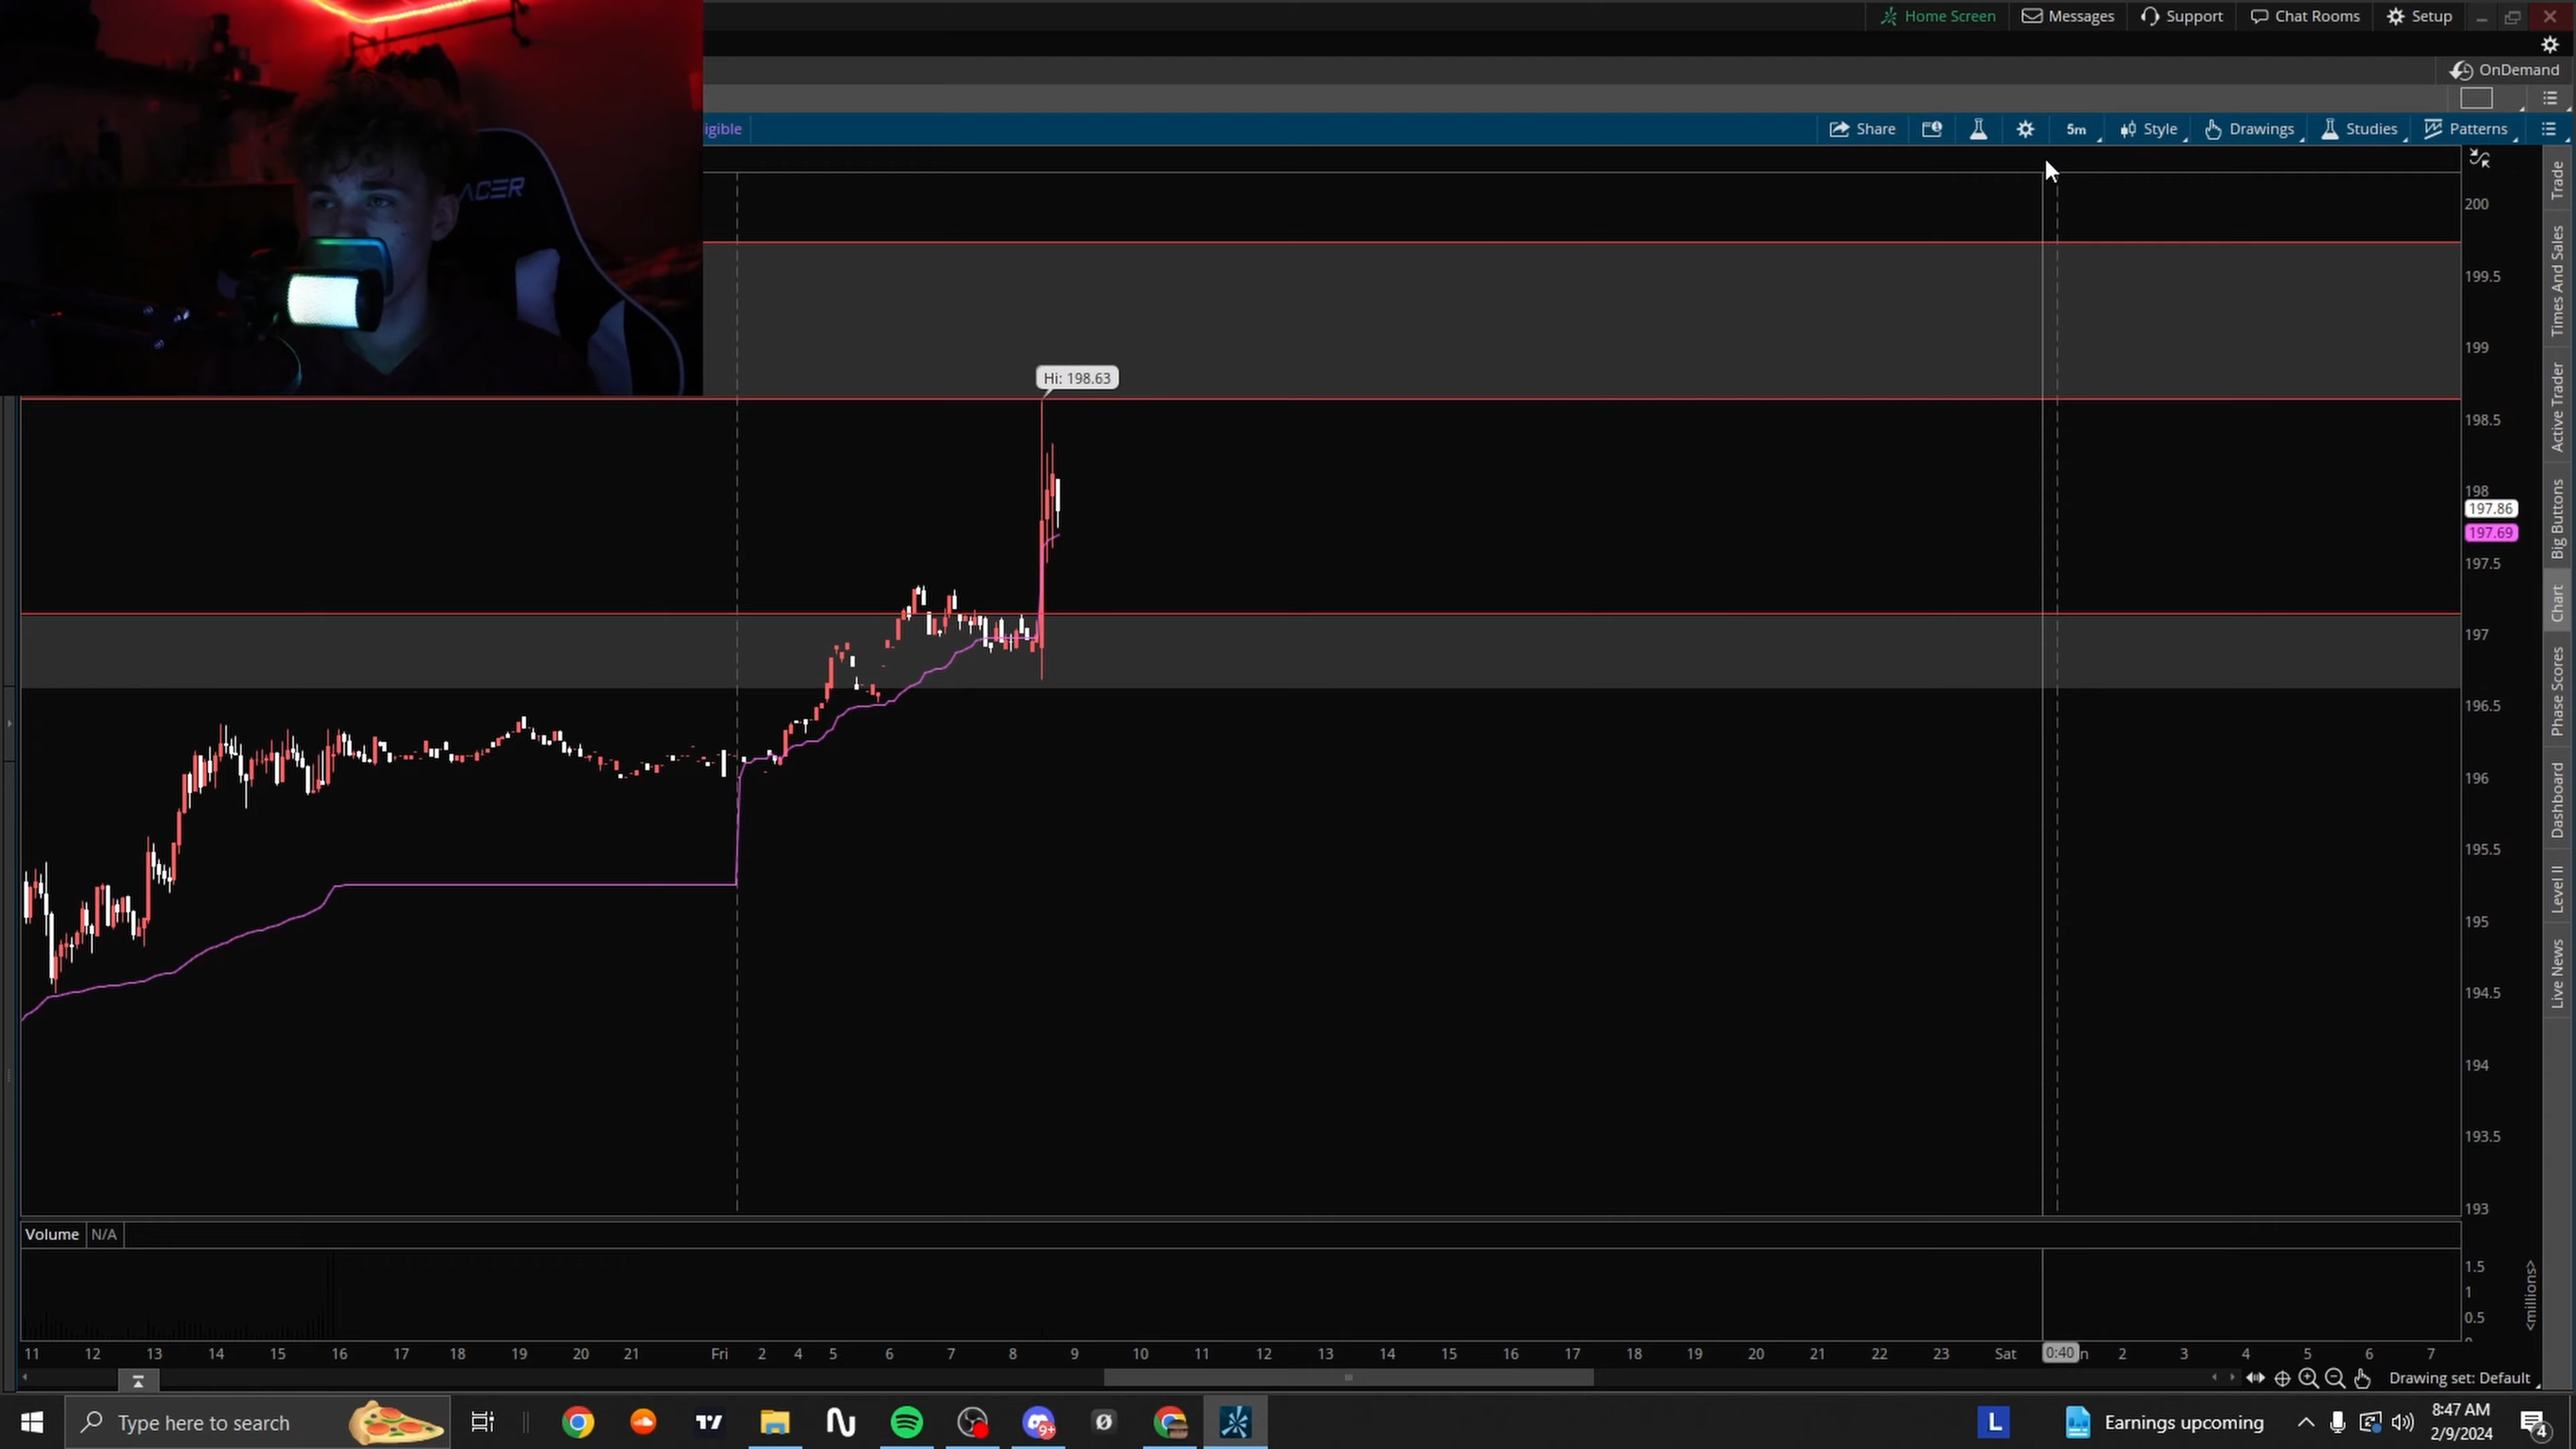 Home Screen Messages Support Chat Rooms Setup
OnDemand
ACER
igible Share 5m Style Drawings Studies Patterns
200
199.5
199
Hi: 198.63
198.5
198
197.86
197.69
197.5
197
196.5
196
195.5
195
194.5
194
193.5
193
Trade
Times And Sales
Active Trader
Big Buttons
Chart
Phase Scores
Dashboard
Level II
Live News
Volume N/A
1.5
1
0.5
<millions>
11 12 13 14 15 16 17 18 19 20 21 Fri 2 4 5 6 7 8 9 10 11 12 13 14 15 16 17 18 19 20 21 22 23 Sat 0:40 n 2 3 4 5 6 7
Drawing set: Default
Type here to search
9+
L
Earnings upcoming
8:47 AM
2/9/2024
4